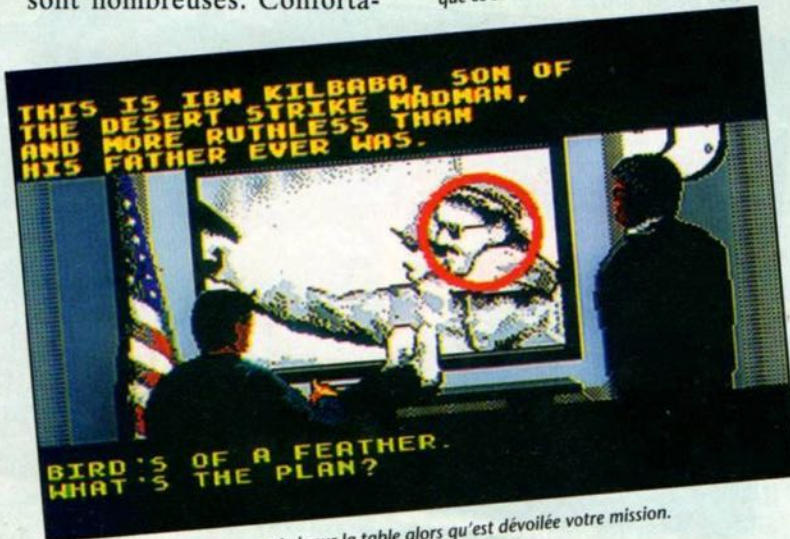 sont nombreuses. Conforta-
que
THIS IS IBN KILBABA, SON OF
THE DESERT STRIKE MADMAN,
AND MORE RUTHLESS THAN
HIS FATHER EVER WAS.
BIRD'S OF A FEATHER.
WHAT'S THE PLAN?
la table alors qu'est dévoilée votre mission.